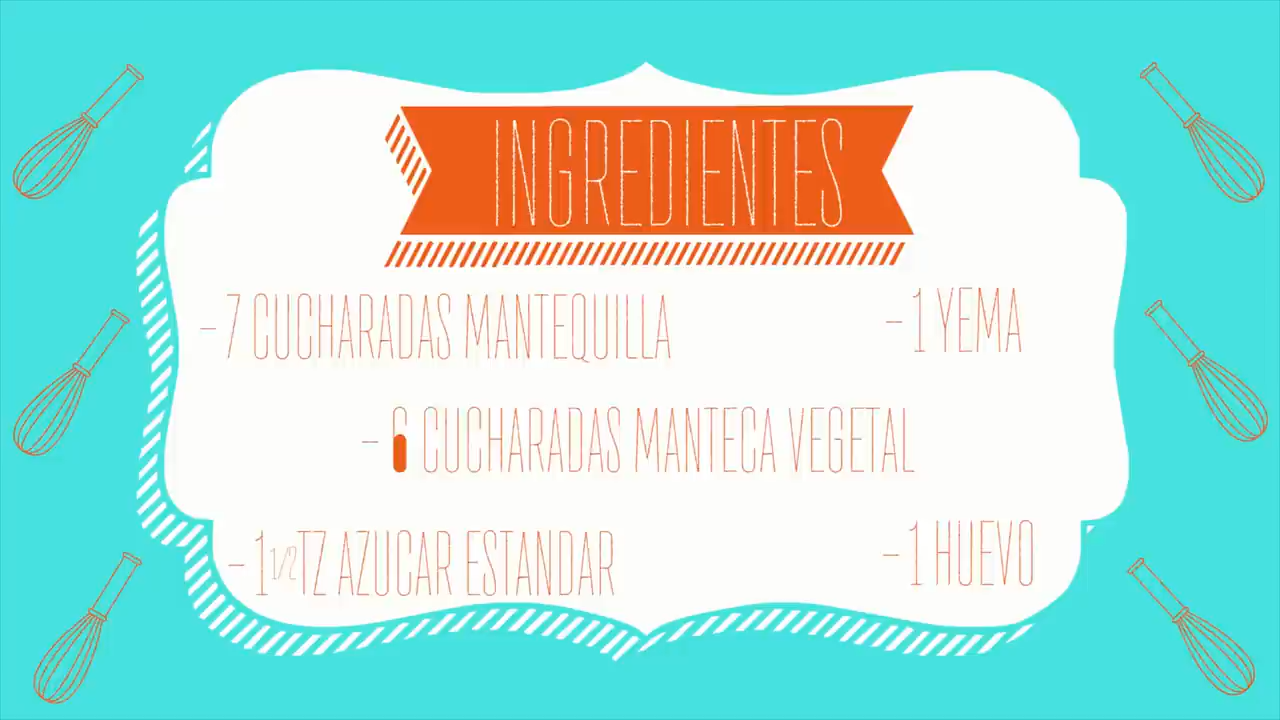 INGREDIENTES
-7 CUCHARADAS MANTEQUILLA
-1 YEMA
-6 CUCHARADAS MANTECA VEGETAL
-1 1/2 TZ AZUCAR ESTANDAR
-1 HUEVO